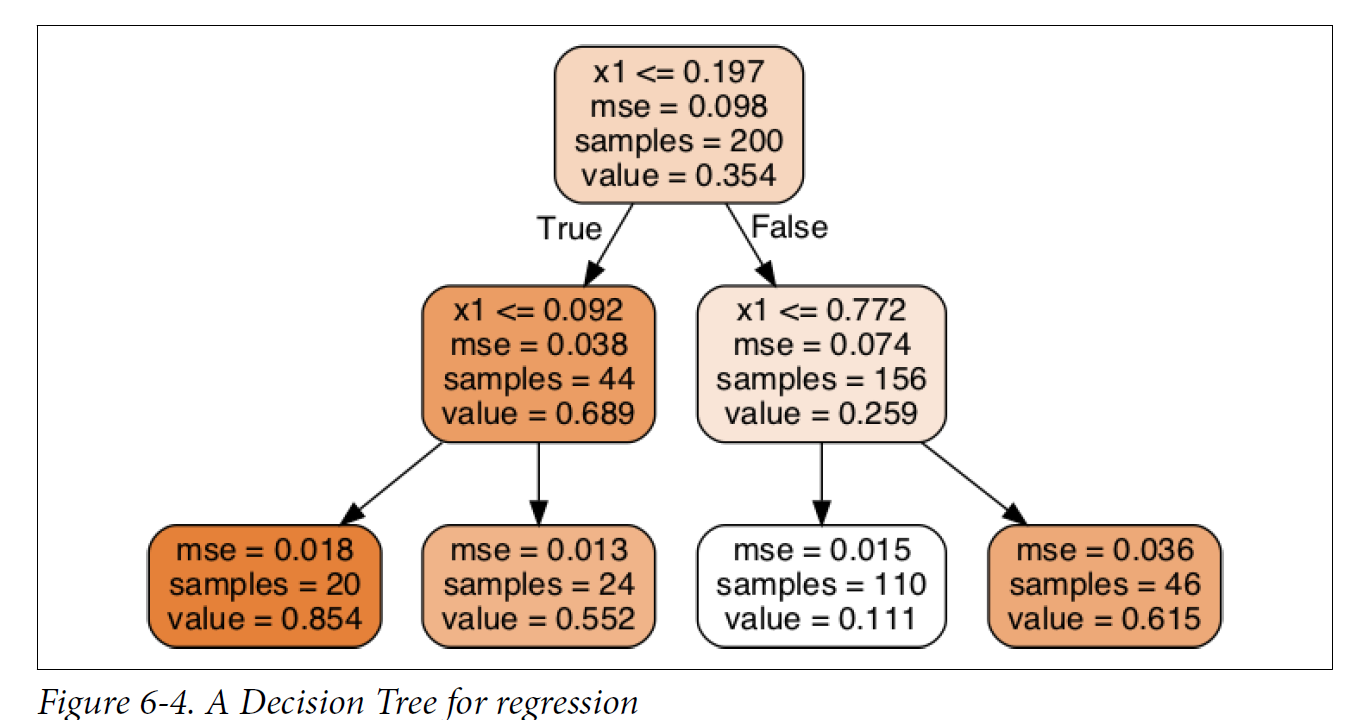 x1 <= 0.197
mse = 0.098
samples = 200
value = 0.354
True
False
x1 <= 0.092
mse = 0.038
samples = 44
value = 0.689
x1 <= 0.772
mse = 0.074
samples = 156
value = 0.259
mse = 0.018
samples = 20
value = 0.854
mse = 0.013
samples = 24
value = 0.552
mse = 0.015
samples = 110
value = 0.111
mse = 0.036
samples = 46
value = 0.615
Figure 6-4. A Decision Tree for regression